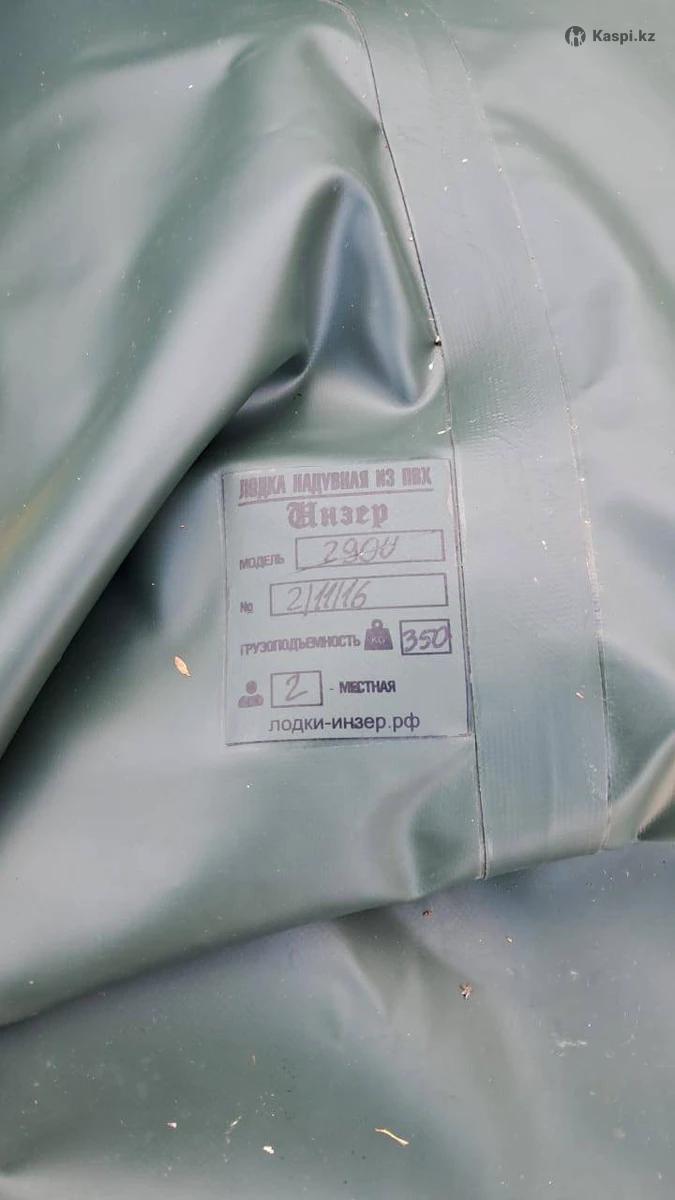 Kaspi.kz
ЛОДКА НАДУВНАЯ ИЗ ПВХ
Инзер
МОДЕЛЬ
№ 2/11/16
ГРУЗОПОДЪЕМНОСТЬ KG 350
2 - МЕСТНАЯ
лодки-инзер.рф